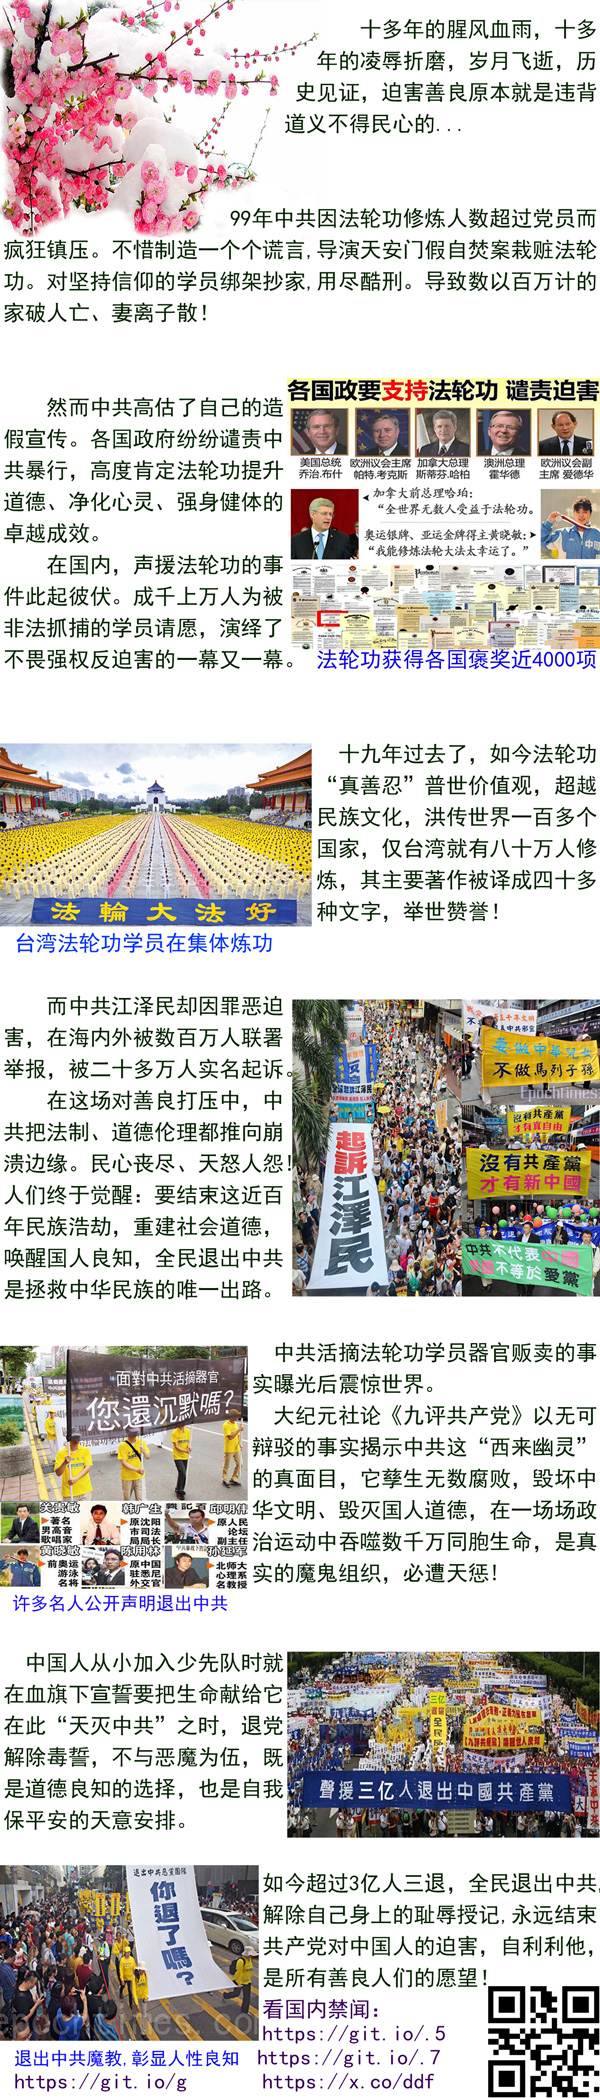 十多年的腥风血雨，十多
年的凌辱折磨，岁月飞逝，历
史见证，迫害善良原本就是违背
道义不得民心的...
99年中共因法轮功修炼人数超过党员而
疯狂镇压。不惜制造一个个谎言,导演天安门假自焚案栽赃法轮
功。对坚持信仰的学员绑架抄家,用尽酷刑。导致数以百万计的
家破人亡、妻离子散！
然而中共高估了自己的造
假宣传。各国政府纷纷谴责中
共暴行，高度肯定法轮功提升
道德、净化心灵、强身健体的
卓越成效。
在国内，声援法轮功的事
件此起彼伏。成千上万人为被
非法抓捕的学员请愿，演绎了
不畏强权反迫害的一幕又一幕。
各国政要支持法轮功 谴责迫害
美国总统
乔治.布什
欧洲议会主席
帕特.考克斯
加拿大总理
斯蒂芬.哈柏
澳洲总理
霍华德
欧洲议会副
主席 爱德华
加拿大前总理哈珀：
“全世界无数人受益于法轮功。
奥运银牌、亚运金牌得主黄晓敏：
“我能修炼法轮大法太幸运了。”
法轮功获得各国褒奖近4000项
十九年过去了，如今法轮功
“真善忍”普世价值观，超越
民族文化，洪传世界一百多个
国家，仅台湾就有八十万人修
炼，其主要著作被译成四十多
种文字，举世赞誉！
法輪大法好
台湾法轮功学员在集体炼功
而中共江泽民却因罪恶迫
害，在海内外被数百万人联署
举报，被二十多万人实名起诉。
在这场对善良打压中，中
共把法制、道德伦理都推向崩
溃边缘。民心丧尽、天怒人怨！
人们终于觉醒：要结束这近百
年民族浩劫，重建社会道德，
唤醒国人良知，全民退出中共
是拯救中华民族的唯一出路。
起訴江澤民
要做中華兒女
不做馬列子孫
Epochtimes
沒有共產黨
才有真自由
沒有共產黨
才有新中國
中共不代表中國
愛國不等於愛黨
中共活摘法轮功学员器官贩卖的事
实曝光后震惊世界。
大纪元社论《九评共产党》以无可
辩驳的事实揭示中共这“西来幽灵”
的真面目，它孳生无数腐败，毁坏中
华文明、毁灭国人道德，在一场场政
治运动中吞噬数千万同胞生命，是真
实的魔鬼组织，必遭天惩！
面對中共活摘器官
您還沉默嗎?
关贵敏
著名
男高音
歌唱家
韩广生
原沈阳
市司法
局局长
邱明伟
原人民
论坛
副主任
黄晓敏
前奥运
游泳
名将
陈用林
原中国
驻悉尼
外交官
孙延军
北师大
心理系
名教授
许多名人公开声明退出中共
中国人从小加入少先队时就
在血旗下宣誓要把生命献给它
在此“天灭中共”之时，退党
解除毒誓，不与恶魔为伍，既
是道德良知的选择，也是自我
保平安的天意安排。
聲援三亿人退出中國共產黨
如今超过3亿人三退，全民退出中共,
解除自己身上的耻辱授记,永远结束
共产党对中国人的迫害，自利利他，
是所有善良人们的愿望！
退出中共惡黨團隊
你退了嗎?
epochtimes.com
看国内禁闻：
https://git.io/.5
退出中共魔教,彰显人性良知
https://git.io/.7
https://git.io/g
https://x.co/ddf